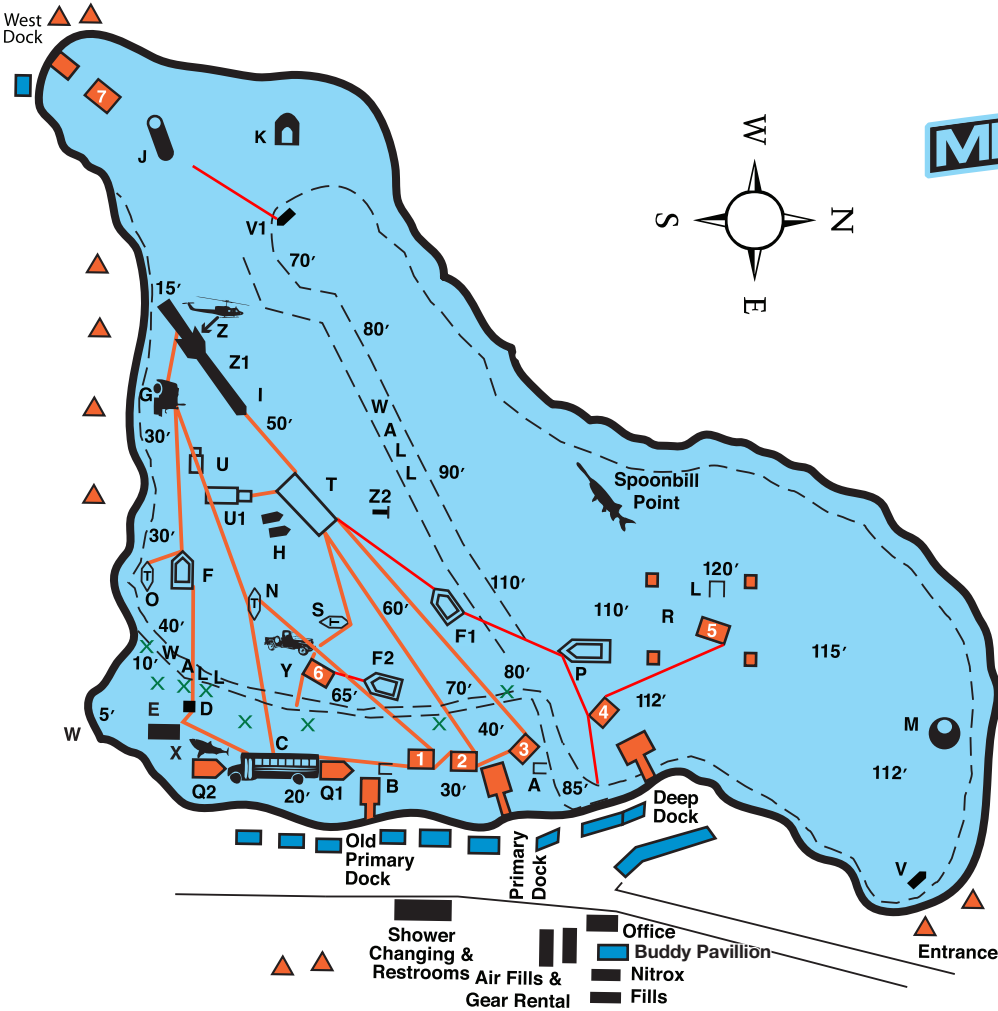 West
Dock
7
J
K
V1
70′
W
S
N
E
MI
15′
Z
Z1
80′
G
I
50′
W
A
L
L
30′
U
T
Z2
90′
Spoonbill
Point
U1
H
30′
F
T
O
N
T
S
T
60′
F1
110′
110′
120′
L
R
5
40′
10′
W
A
L
L
Y
6
65′
F2
70′
80′
P
4
112′
115′
5′
W
E
D
X
C
40′
3
1
2
M
112′
Q2
20′
Q1
B
30′
A
85′
Old
Primary
Dock
Primary
Dock
Deep
Dock
V
Entrance
Shower
Changing &
Restrooms
Air Fills &
Gear Rental
Office
Buddy Pavillion
Nitrox
Fills